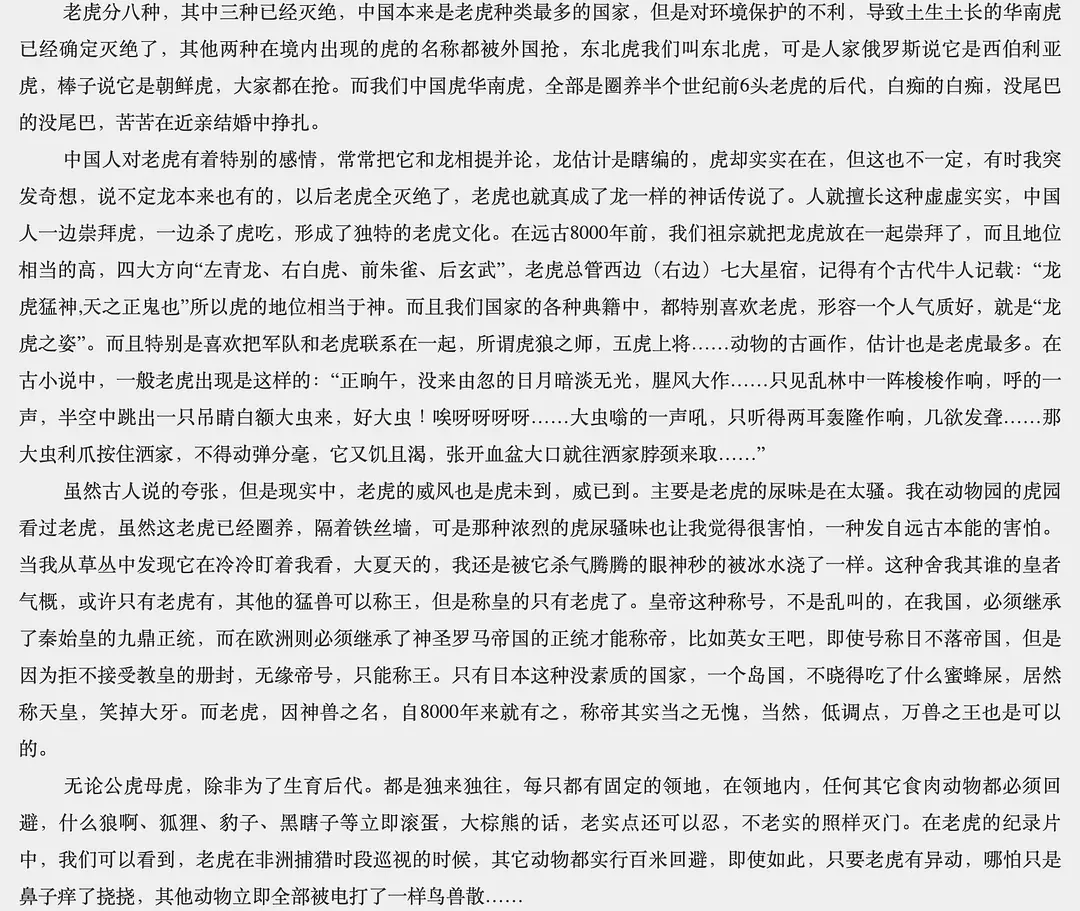 老虎分八种，其中三种已经灭绝，中国本来是老虎种类最多的国家，但是对环境保护的不利，导致土生土长的华南虎
已经确定灭绝了，其他两种在境内出现的虎的名称都被外国抢，东北虎我们叫东北虎，可是人家俄罗斯说它是西伯利亚
虎，棒子说它是朝鲜虎，大家都在抢。而我们中国虎华南虎，全部是圈养半个世纪前6头老虎的后代，白痴的白痴，没尾巴
的没尾巴，苦苦在近亲结婚中挣扎。
中国人对老虎有着特别的感情，常常把它和龙相提并论，龙估计是瞎编的，虎却实实在在，但这也不一定，有时我突
发奇想，说不定龙本来也有的，以后老虎全灭绝了，老虎也就真成了龙一样的神话传说了。人就擅长这种虚虚实实，中国
人一边崇拜虎，一边杀了虎吃，形成了独特的老虎文化。在远古8000年前，我们祖宗就把龙虎放在一起崇拜了，而且地位
相当的高，四大方向“左青龙、右白虎、前朱雀、后玄武”，老虎总管西边（右边）七大星宿，记得有个古代牛人记载：“龙
虎猛神,天之正鬼也”所以虎的地位相当于神。而且我们国家的各种典籍中，都特别喜欢老虎，形容一个人气质好，就是“龙
虎之姿”。而且特别是喜欢把军队和老虎联系在一起，所谓虎狼之师，五虎上将……动物的古画作，估计也是老虎最多。在
古小说中，一般老虎出现是这样的：“正晌午，没来由忽的日月暗淡无光，腥风大作……只见乱林中一阵梭梭作响，呼的一
声，半空中跳出一只吊睛白额大虫来，好大虫！唉呀呀呀呀……大虫嗡的一声吼，只听得两耳轰隆作响，几欲发聋……那
大虫利爪按住洒家，不得动弹分毫，它又饥且渴，张开血盆大口就往洒家脖颈来取……”
虽然古人说的夸张，但是现实中，老虎的威风也是虎未到，威已到。主要是老虎的尿味是在太骚。我在动物园的虎园
看过老虎，虽然这老虎已经圈养，隔着铁丝墙，可是那种浓烈的虎尿骚味也让我觉得很害怕，一种发自远古本能的害怕。
当我从草丛中发现它在冷冷盯着我看，大夏天的，我还是被它杀气腾腾的眼神秒的被冰水浇了一样。这种舍我其谁的皇者
气概，或许只有老虎有，其他的猛兽可以称王，但是称皇的只有老虎了。皇帝这种称号，不是乱叫的，在我国，必须继承
了秦始皇的九鼎正统，而在欧洲则必须继承了神圣罗马帝国的正统才能称帝，比如英女王吧，即使号称日不落帝国，但是
因为拒不接受教皇的册封，无缘帝号，只能称王。只有日本这种没素质的国家，一个岛国，不晓得吃了什么蜜蜂屎，居然
称天皇，笑掉大牙。而老虎，因神兽之名，自8000年来就有之，称帝其实当之无愧，当然，低调点，万兽之王也是可以
的。
无论公虎母虎，除非为了生育后代。都是独来独往，每只都有固定的领地，在领地内，任何其它食肉动物都必须回
避，什么狼啊、狐狸、豹子、黑瞎子等立即滚蛋，大棕熊的话，老实点还可以忍，不老实的照样灭门。在老虎的纪录片
中，我们可以看到，老虎在非洲捕猎时段巡视的时候，其它动物都实行百米回避，即使如此，只要老虎有异动，哪怕只是
鼻子痒了挠挠，其他动物立即全部被电打了一样鸟兽散……